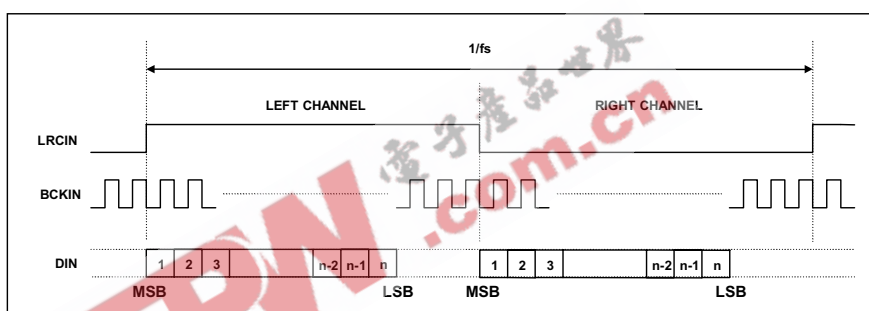 1/fs
LEFT CHANNEL RIGHT CHANNEL
LRCIN
BCKIN
DIN 1 2 3 n-2 n-1 n 1 2 3 n-2 n-1 n
MSB LSB MSB LSB
電子產品世界
.com.cn